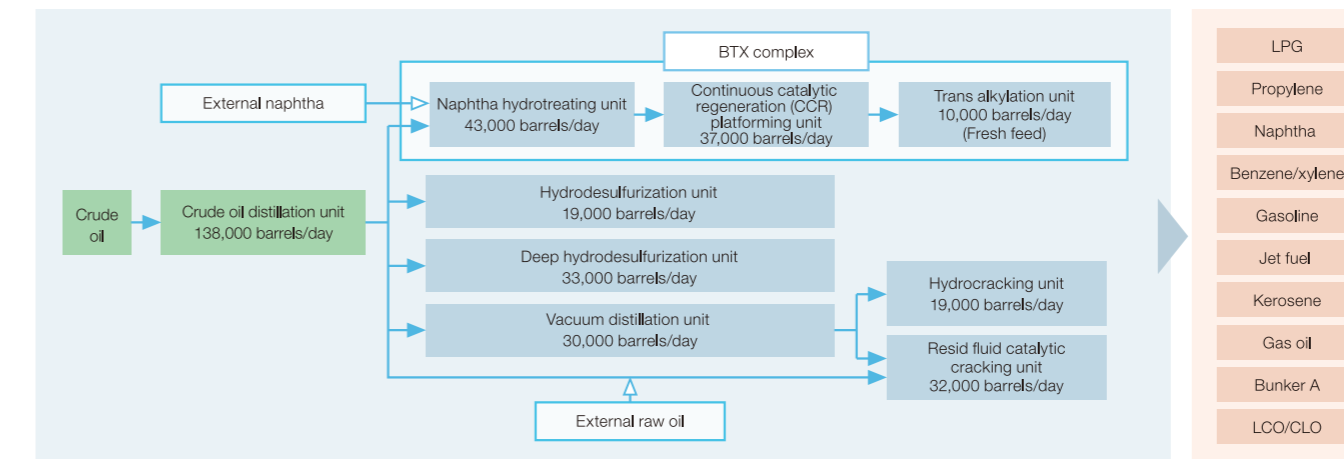 BTX complex
External naphtha
Naphtha hydrotreating unit
43,000 barrels/day
Continuous catalytic
regeneration (CCR)
platforming unit
37,000 barrels/day
Trans alkylation unit
10,000 barrels/day
(Fresh feed)
Crude
oil
Crude oil distillation unit
138,000 barrels/day
Hydrodesulfurization unit
19,000 barrels/day
Deep hydrodesulfurization unit
33,000 barrels/day
Vacuum distillation unit
30,000 barrels/day
Hydrocracking unit
19,000 barrels/day
Resid fluid catalytic
cracking unit
32,000 barrels/day
External raw oil
LPG
Propylene
Naphtha
Benzene/xylene
Gasoline
Jet fuel
Kerosene
Gas oil
Bunker A
LCO/CLO